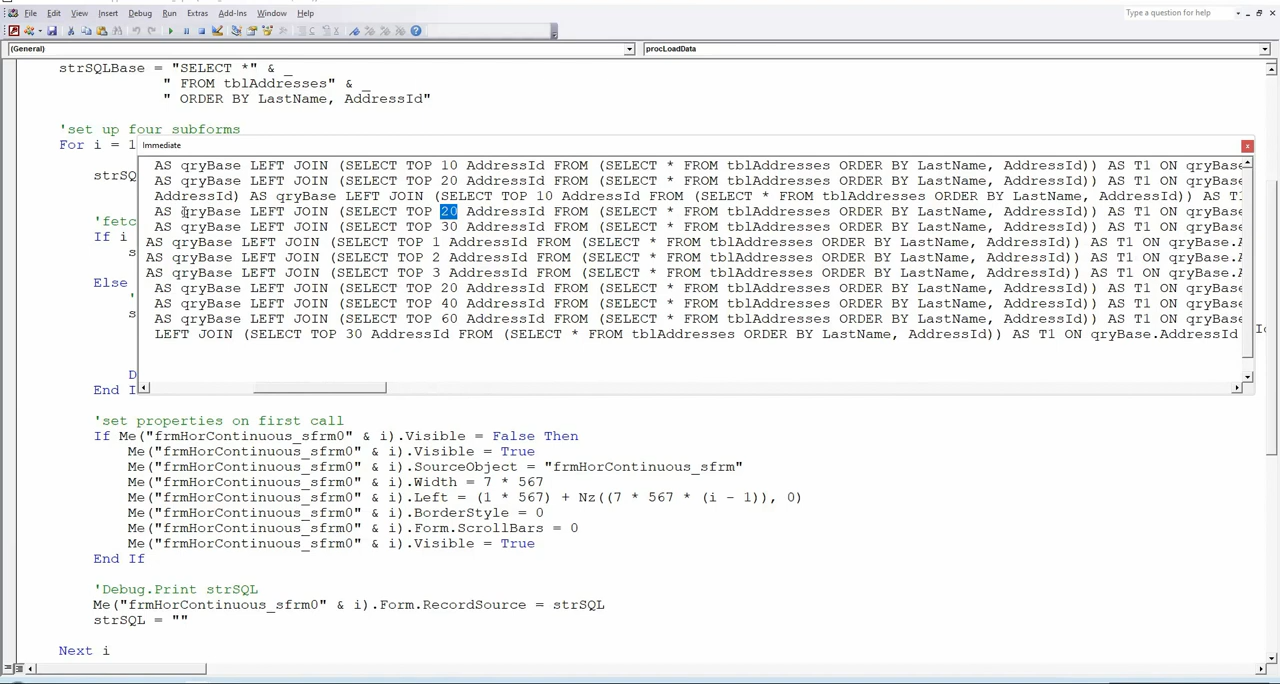 File Edit View Insert Debug Run Extras Add-Ins Window Help Type a question for help
(General) procLoadData
strSQLBase = "SELECT *" & _
" FROM tblAddresses" & _
" ORDER BY LastName, AddressId"
'set up four subforms
For i = 1
Immediate
AS qryBase LEFT JOIN (SELECT TOP 10 AddressId FROM (SELECT * FROM tblAddresses ORDER BY LastName, AddressId)) AS T1 ON qryBase
AS qryBase LEFT JOIN (SELECT TOP 20 AddressId FROM (SELECT * FROM tblAddresses ORDER BY LastName, AddressId)) AS T1 ON qryBase
AddressId) AS qryBase LEFT JOIN (SELECT TOP 10 AddressId FROM (SELECT * FROM tblAddresses ORDER BY LastName, AddressId)) AS T1
AS qryBase LEFT JOIN (SELECT TOP 20 AddressId FROM (SELECT * FROM tblAddresses ORDER BY LastName, AddressId)) AS T1 ON qryBase
AS qryBase LEFT JOIN (SELECT TOP 30 AddressId FROM (SELECT * FROM tblAddresses ORDER BY LastName, AddressId)) AS T1 ON qryBase
AS qryBase LEFT JOIN (SELECT TOP 1 AddressId FROM (SELECT * FROM tblAddresses ORDER BY LastName, AddressId)) AS T1 ON qryBase.A
AS qryBase LEFT JOIN (SELECT TOP 2 AddressId FROM (SELECT * FROM tblAddresses ORDER BY LastName, AddressId)) AS T1 ON qryBase.A
AS qryBase LEFT JOIN (SELECT TOP 3 AddressId FROM (SELECT * FROM tblAddresses ORDER BY LastName, AddressId)) AS T1 ON qryBase.A
AS qryBase LEFT JOIN (SELECT TOP 20 AddressId FROM (SELECT * FROM tblAddresses ORDER BY LastName, AddressId)) AS T1 ON qryBase
AS qryBase LEFT JOIN (SELECT TOP 40 AddressId FROM (SELECT * FROM tblAddresses ORDER BY LastName, AddressId)) AS T1 ON qryBase
AS qryBase LEFT JOIN (SELECT TOP 60 AddressId FROM (SELECT * FROM tblAddresses ORDER BY LastName, AddressId)) AS T1 ON qryBase
LEFT JOIN (SELECT TOP 30 AddressId FROM (SELECT * FROM tblAddresses ORDER BY LastName, AddressId)) AS T1 ON qryBase.AddressId
strSQ
'fetc
If i
s
Else
'
s
D
End I
'set properties on first call
If Me("frmHorContinuous_sfrm0" & i).Visible = False Then
Me("frmHorContinuous_sfrm0" & i).Visible = True
Me("frmHorContinuous_sfrm0" & i).SourceObject = "frmHorContinuous_sfrm"
Me("frmHorContinuous_sfrm0" & i).Width = 7 * 567
Me("frmHorContinuous_sfrm0" & i).Left = (1 * 567) + Nz((7 * 567 * (i - 1)), 0)
Me("frmHorContinuous_sfrm0" & i).BorderStyle = 0
Me("frmHorContinuous_sfrm0" & i).Form.ScrollBars = 0
Me("frmHorContinuous_sfrm0" & i).Visible = True
End If
'Debug.Print strSQL
Me("frmHorContinuous_sfrm0" & i).Form.RecordSource = strSQL
strSQL = ""
Next i